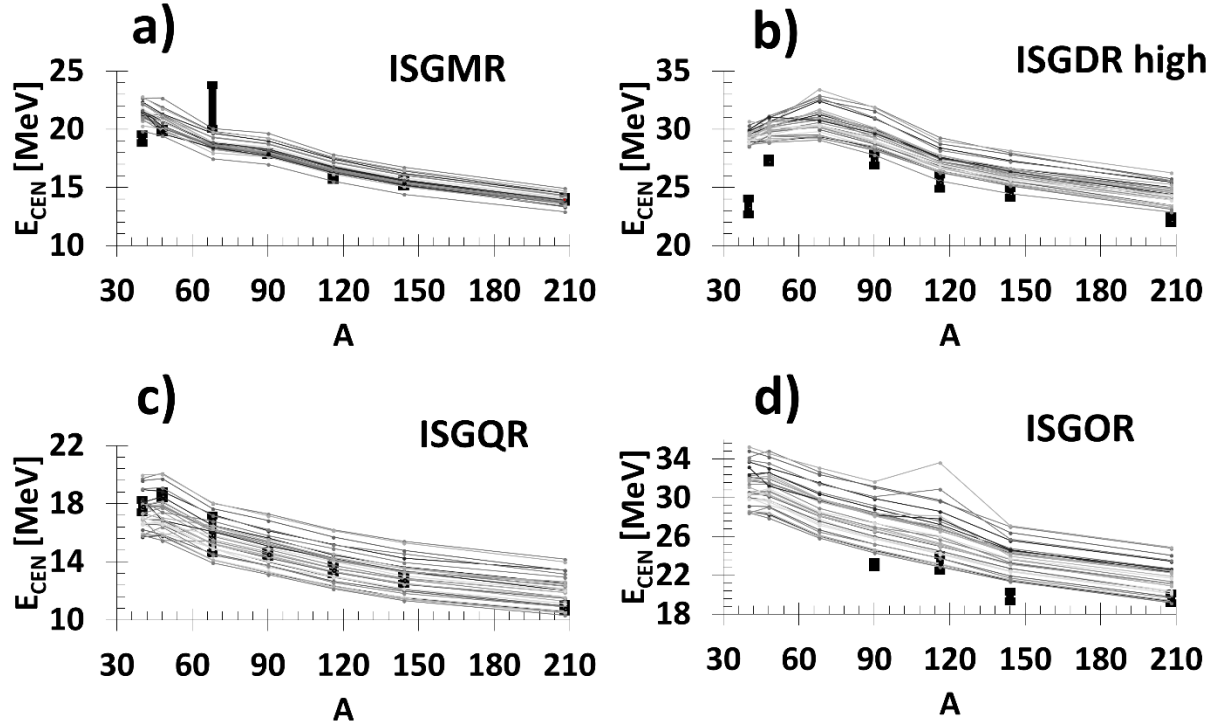 a)
ISGMR
E_CEN [MeV]
25
20
15
10
30 60 90 120 150 180 210
A
b)
ISGDR high
E_CEN [MeV]
35
30
25
20
30 60 90 120 150 180 210
A
c)
ISGQR
E_CEN [MeV]
22
18
14
10
30 60 90 120 150 180 210
A
d)
ISGOR
E_CEN [MeV]
34
30
26
22
18
30 60 90 120 150 180 210
A